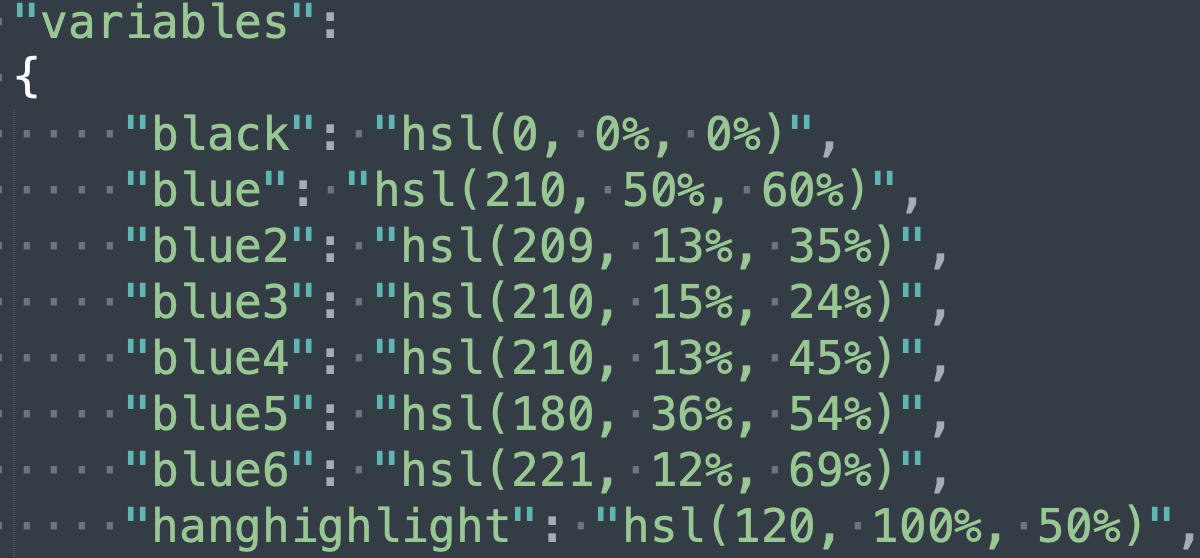 "variables":
{
    "black": "hsl(0, 0%, 0%)",
    "blue": "hsl(210, 50%, 60%)",
    "blue2": "hsl(209, 13%, 35%)",
    "blue3": "hsl(210, 15%, 24%)",
    "blue4": "hsl(210, 13%, 45%)",
    "blue5": "hsl(180, 36%, 54%)",
    "blue6": "hsl(221, 12%, 69%)",
    "hanghighlight": "hsl(120, 100%, 50%)",